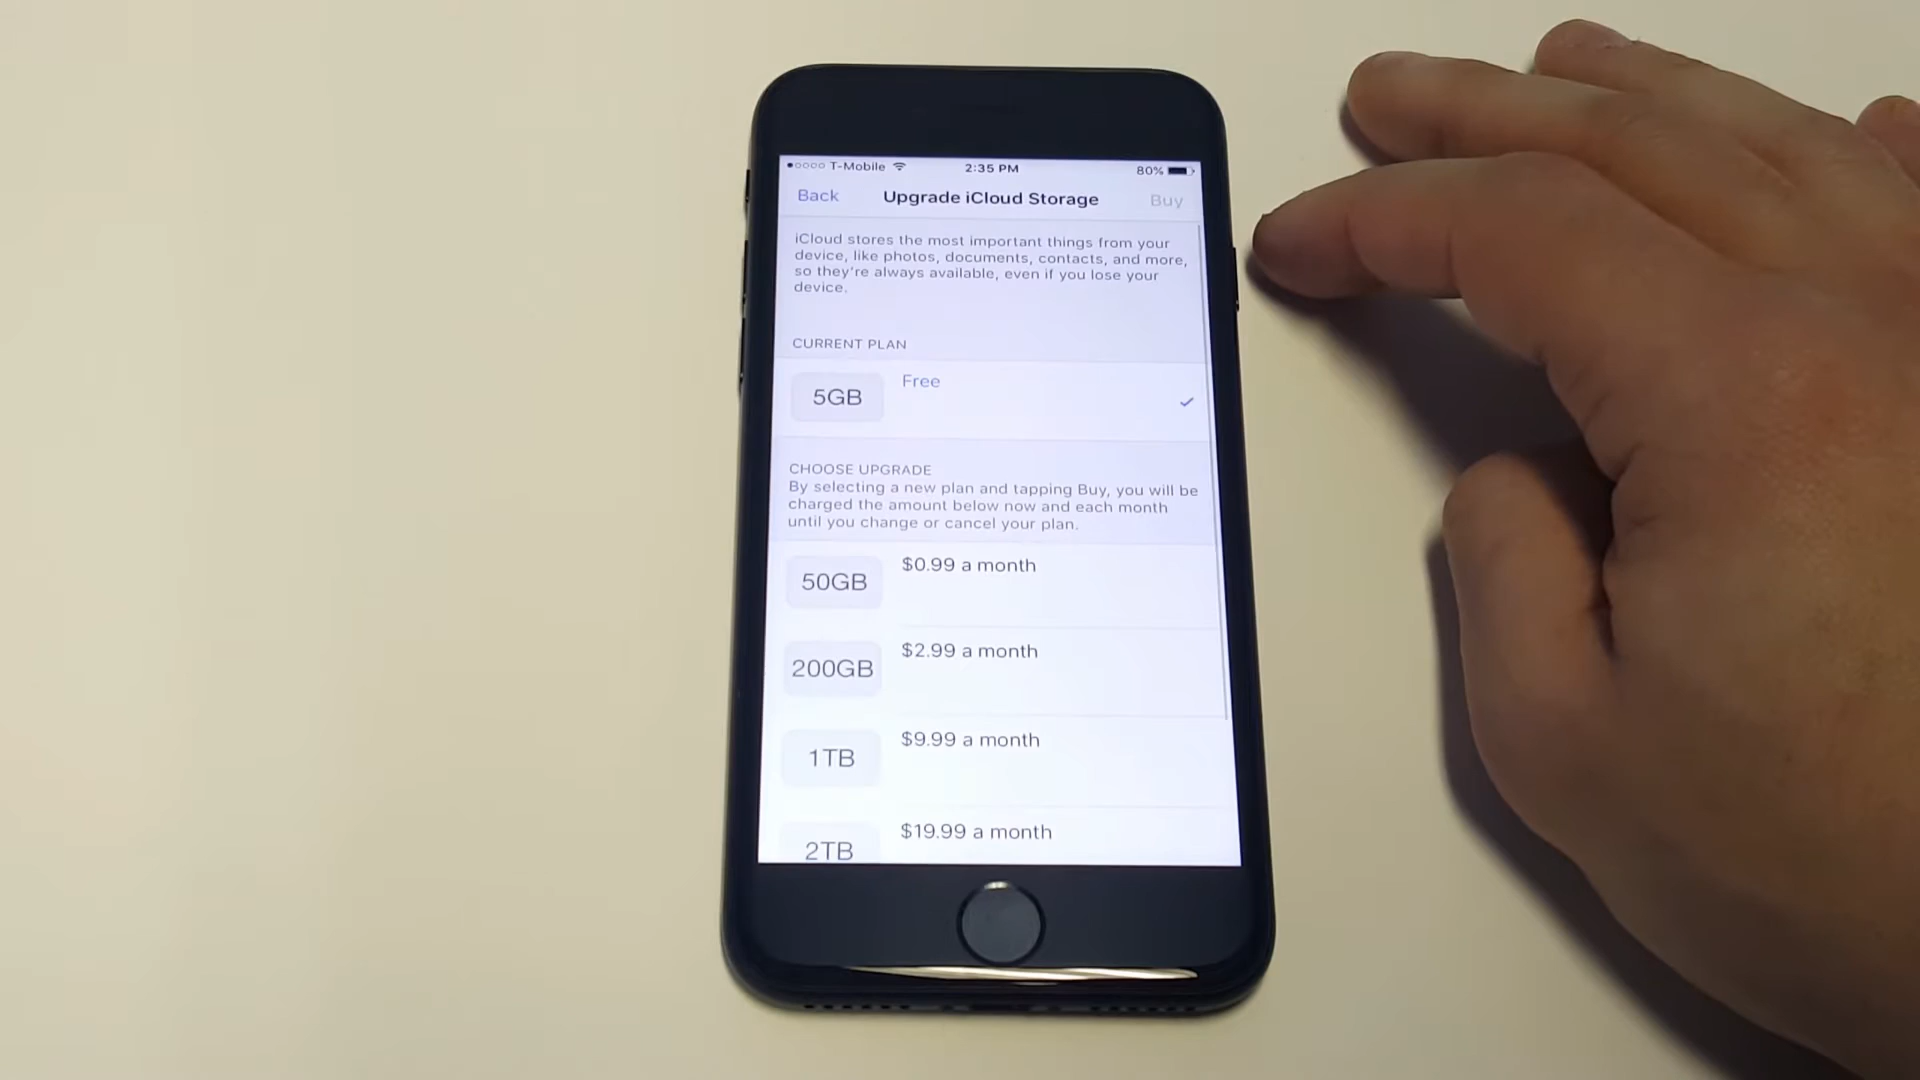 T-Mobile
2:35 PM
80%
Back
Upgrade iCloud Storage
Buy
iCloud stores the most important things from your
device, like photos, documents, contacts, and more,
so they're always available, even if you lose your
device.
CURRENT PLAN
5GB
Free
CHOOSE UPGRADE
By selecting a new plan and tapping Buy, you will be
charged the amount below now and each month
until you change or cancel your plan.
50GB
$0.99 a month
200GB
$2.99 a month
1TB
$9.99 a month
2TB
$19.99 a month